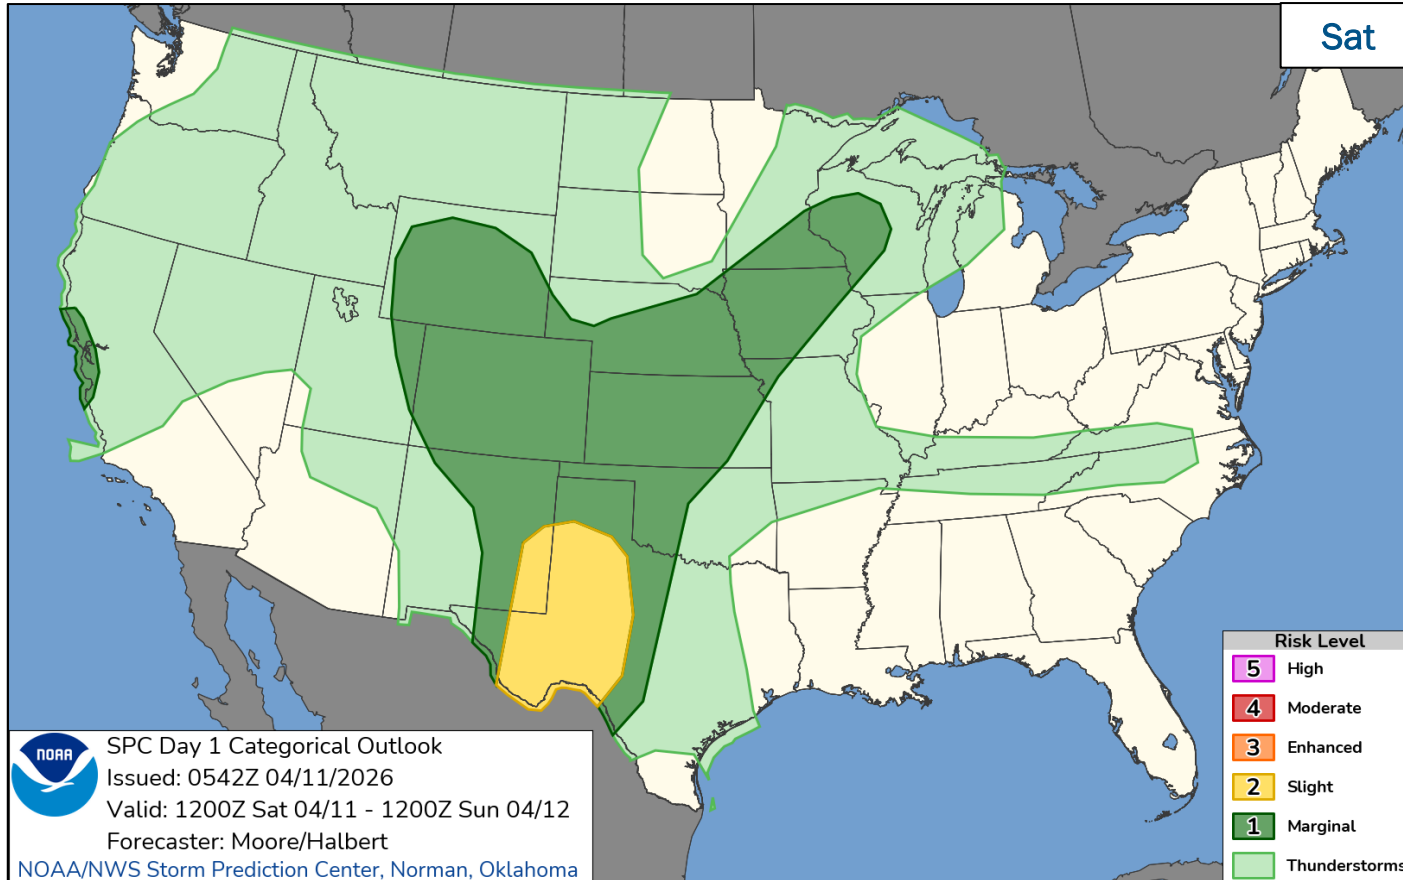 Sat
Risk Level
5 High
4 Moderate
3 Enhanced
2 Slight
1 Marginal
Thunderstorms
NOAA
SPC Day 1 Categorical Outlook
Issued: 0542Z 04/11/2026
Valid: 1200Z Sat 04/11 - 1200Z Sun 04/12
Forecaster: Moore/Halbert
NOAA/NWS Storm Prediction Center, Norman, Oklahoma